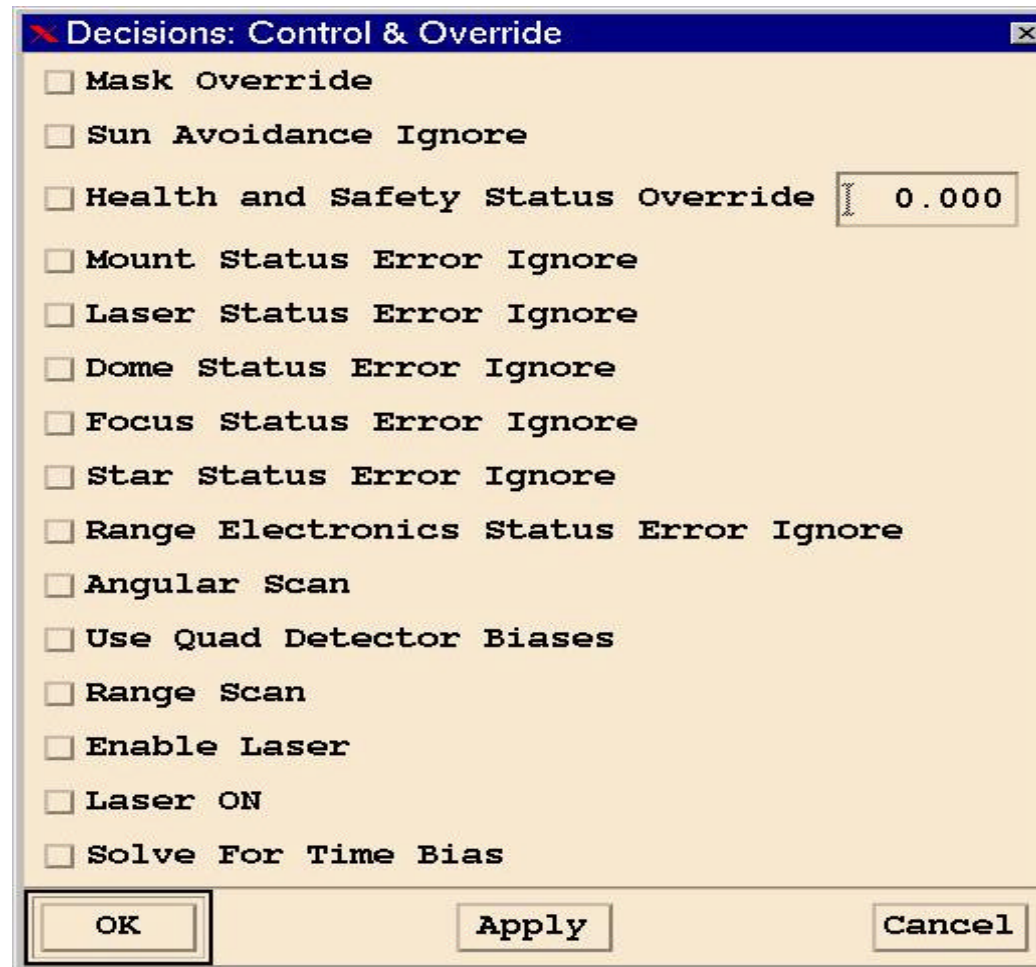 Decisions: Control & Override
Mask Override
Sun Avoidance Ignore
Health and Safety Status Override 0.000
Mount Status Error Ignore
Laser Status Error Ignore
Dome Status Error Ignore
Focus Status Error Ignore
Star Status Error Ignore
Range Electronics Status Error Ignore
Angular Scan
Use Quad Detector Biases
Range Scan
Enable Laser
Laser ON
Solve For Time Bias
OK Apply Cancel